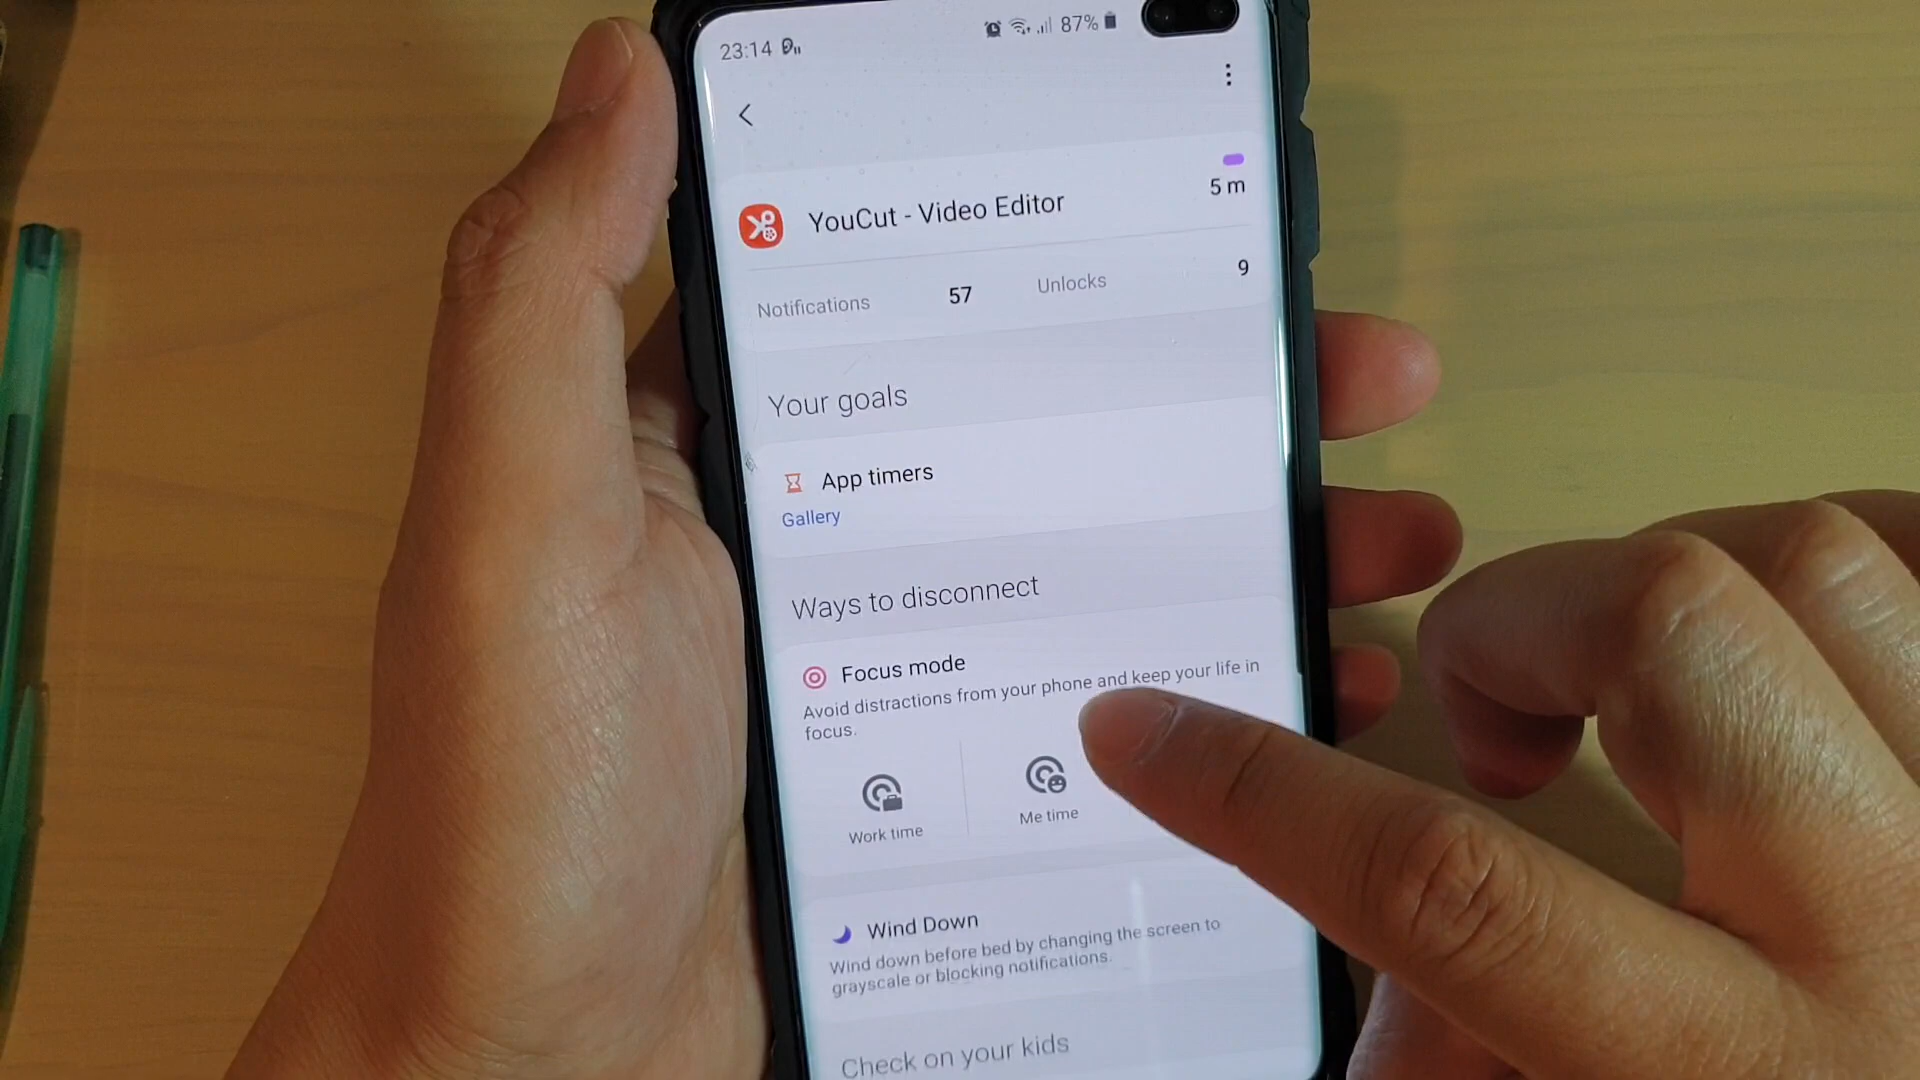 23:14
87%
5 m
YouCut - Video Editor
Notifications 57 Unlocks 9
Your goals
App timers
Gallery
Ways to disconnect
Focus mode
Avoid distractions from your phone and keep your life in
focus.
Work time Me time
Wind Down
Wind down before bed by changing the screen to
grayscale or blocking notifications.
Check on your kids